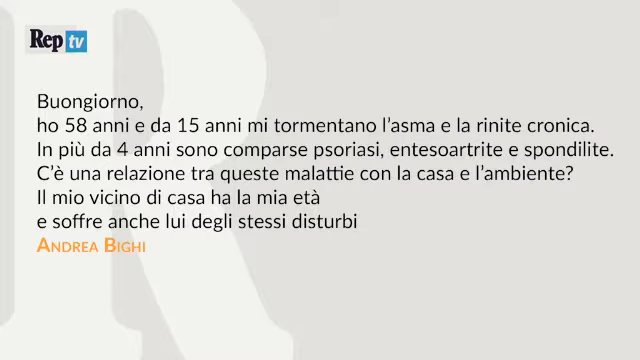 Rep tv
Buongiorno,
ho 58 anni e da 15 anni mi tormentano l'asma e la rinite cronica.
In più da 4 anni sono comparse psoriasi, entesoartrite e spondilite.
C'è una relazione tra queste malattie con la casa e l'ambiente?
Il mio vicino di casa ha la mia età
e soffre anche lui degli stessi disturbi
ANDREA BIGHI